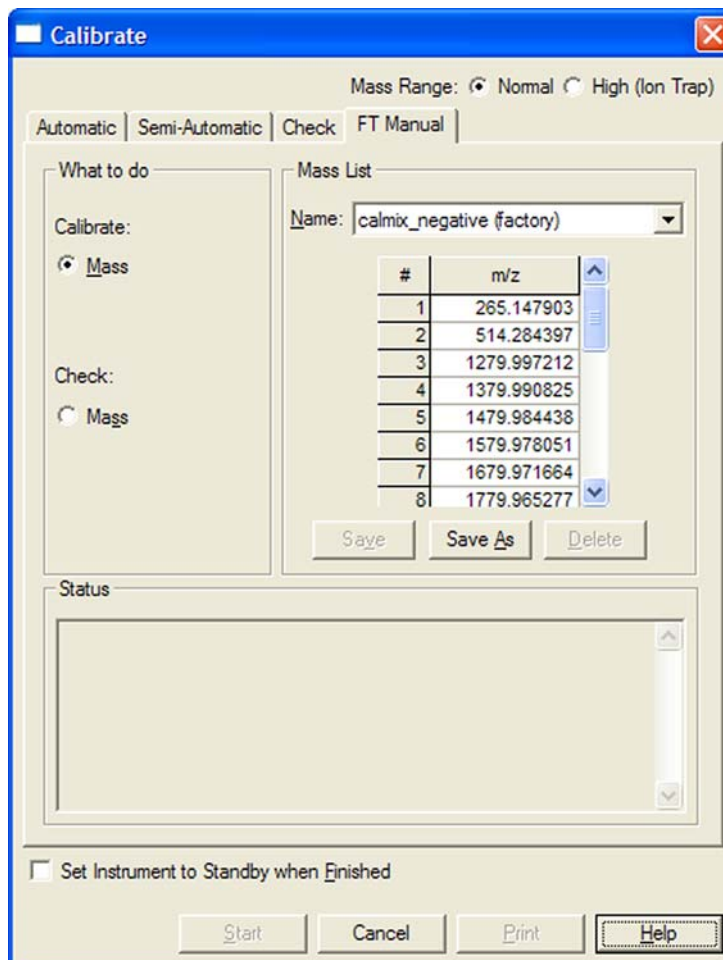 Calibrate
Mass Range: Normal High (Ion Trap)
Automatic Semi-Automatic Check FT Manual
What to do
Calibrate:
Mass
Check:
Mass
Mass List
Name: calmix_negative (factory)
# m/z
1 265.147903
2 514.284397
3 1279.997212
4 1379.990825
5 1479.984438
6 1579.978051
7 1679.971664
8 1779.965277
Save Save As Delete
Status
Set Instrument to Standby when Finished
Start Cancel Print Help